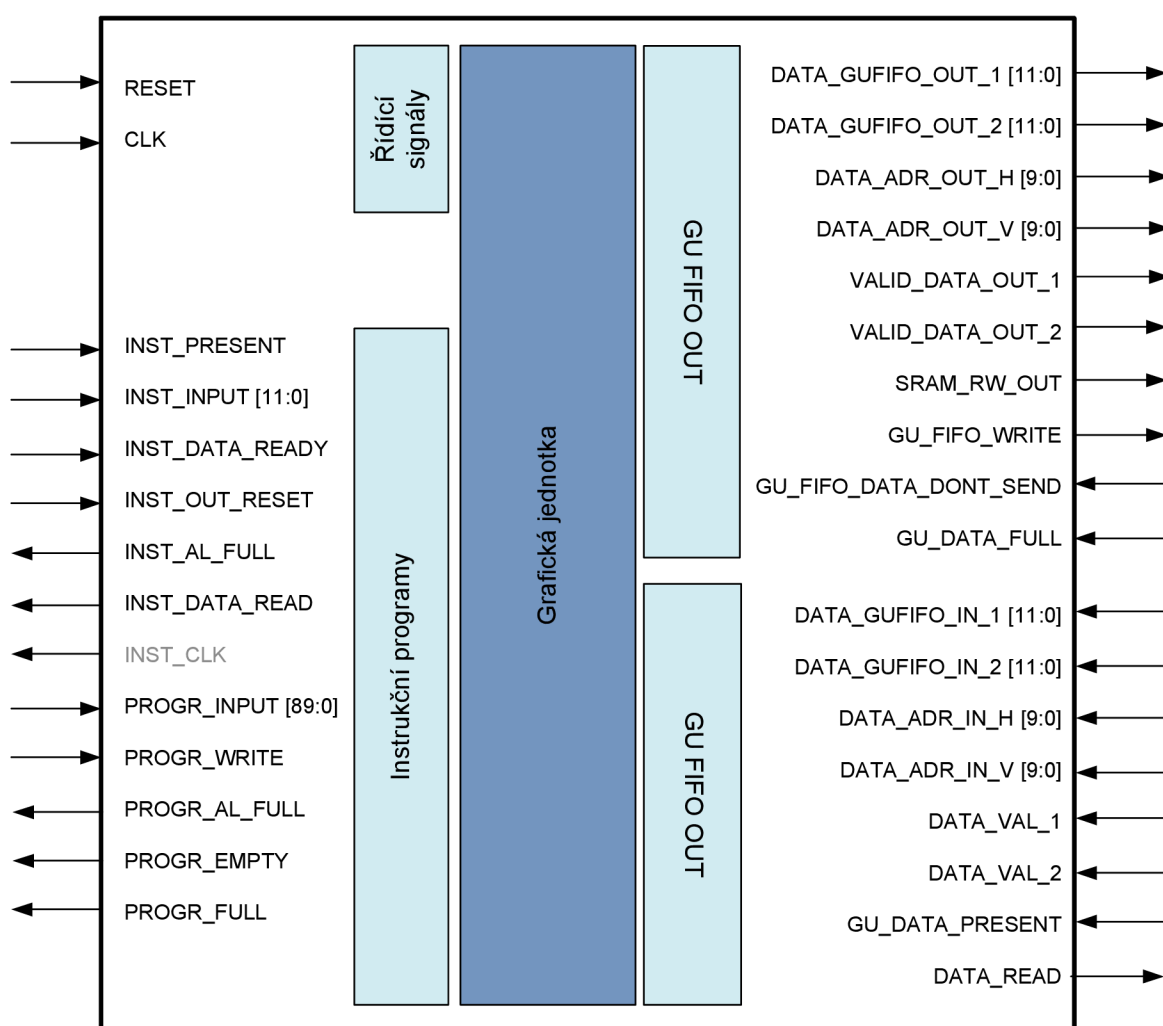 RESET
CLK
INST_PRESENT
INST_INPUT [11:0]
INST_DATA_READY
INST_OUT_RESET
INST_AL_FULL
INST_DATA_READ
INST_CLK
PROGR_INPUT [89:0]
PROGR_WRITE
PROGR_AL_FULL
PROGR_EMPTY
PROGR_FULL
Řídící
signály
Instrukční programy
Grafická jednotka
GU FIFO OUT
GU FIFO OUT
DATA_GUFIFO_OUT_1 [11:0]
DATA_GUFIFO_OUT_2 [11:0]
DATA_ADR_OUT_H [9:0]
DATA_ADR_OUT_V [9:0]
VALID_DATA_OUT_1
VALID_DATA_OUT_2
SRAM_RW_OUT
GU_FIFO_WRITE
GU_FIFO_DATA_DONT_SEND
GU_DATA_FULL
DATA_GUFIFO_IN_1 [11:0]
DATA_GUFIFO_IN_2 [11:0]
DATA_ADR_IN_H [9:0]
DATA_ADR_IN_V [9:0]
DATA_VAL_1
DATA_VAL_2
GU_DATA_PRESENT
DATA_READ